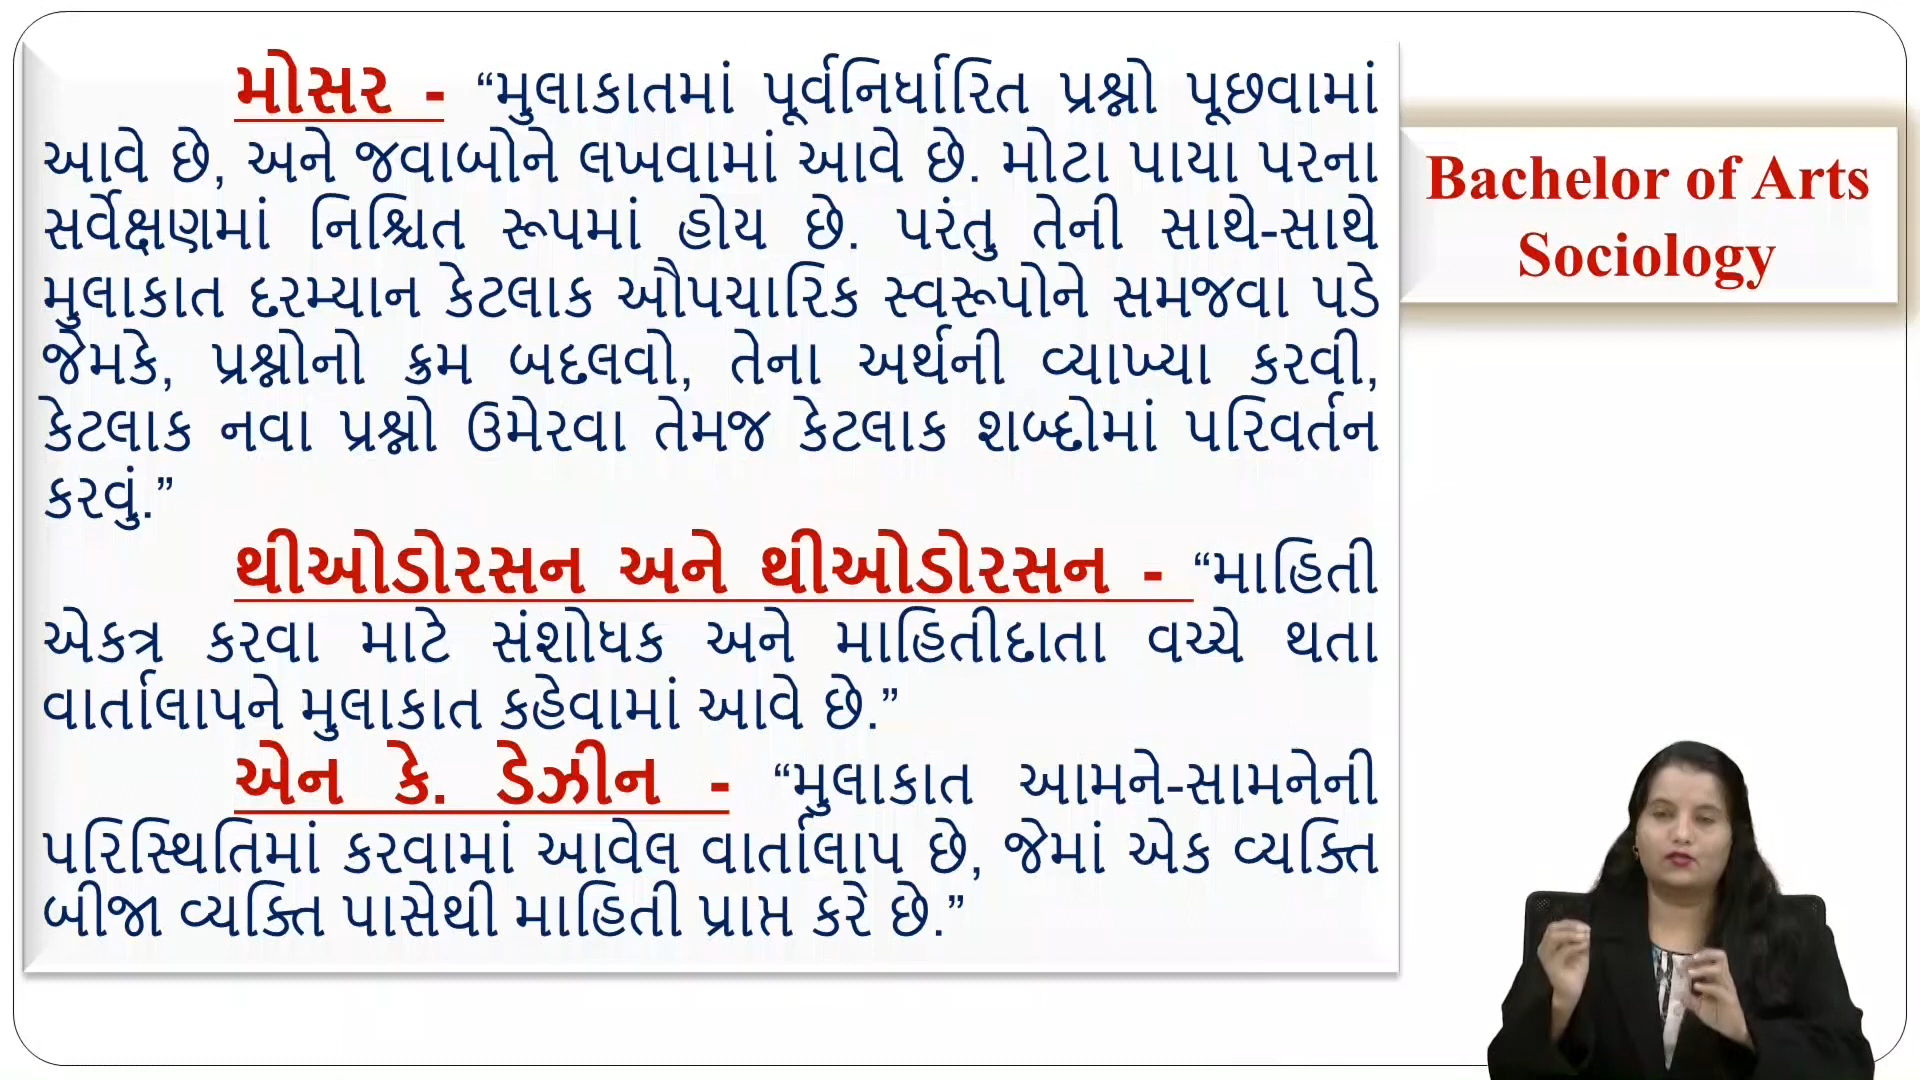 મોસર - “મુલાકાતમાં પૂર્વનિર્ધારિત પ્રશ્નો પૂછવામાં
આવે છે, અને જવાબોને લખવામાં આવે છે. મોટા પાયા પરના
સર્વેક્ષણમાં નિશ્ચિત રૂપમાં હોય છે. પરંતુ તેની સાથે-સાથે
મુલાકાત દરમ્યાન કેટલાક ઔપચારિક સ્વરૂપોને સમજવા પડે
જેમકે, પ્રશ્નોનો ક્રમ બદલવો, તેના અર્થની વ્યાખ્યા કરવી,
કેટલાક નવા પ્રશ્નો ઉમેરવા તેમજ કેટલાક શબ્દોમાં પરિવર્તન
કરવું.”
થીઓડોરસન અને થીઓડોરસન - “માહિતી
એકત્ર કરવા માટે સંશોધક અને માહિતીદાતા વચ્ચે થતા
વાર્તાલાપને મુલાકાત કહેવામાં આવે છે.”
એન કે. ડેઝીન - “મુલાકાત આમને-સામનેની
પરિસ્થિતિમાં કરવામાં આવેલ વાર્તાલાપ છે, જેમાં એક વ્યક્તિ
બીજા વ્યક્તિ પાસેથી માહિતી પ્રાપ્ત કરે છે.”
Bachelor of Arts
Sociology